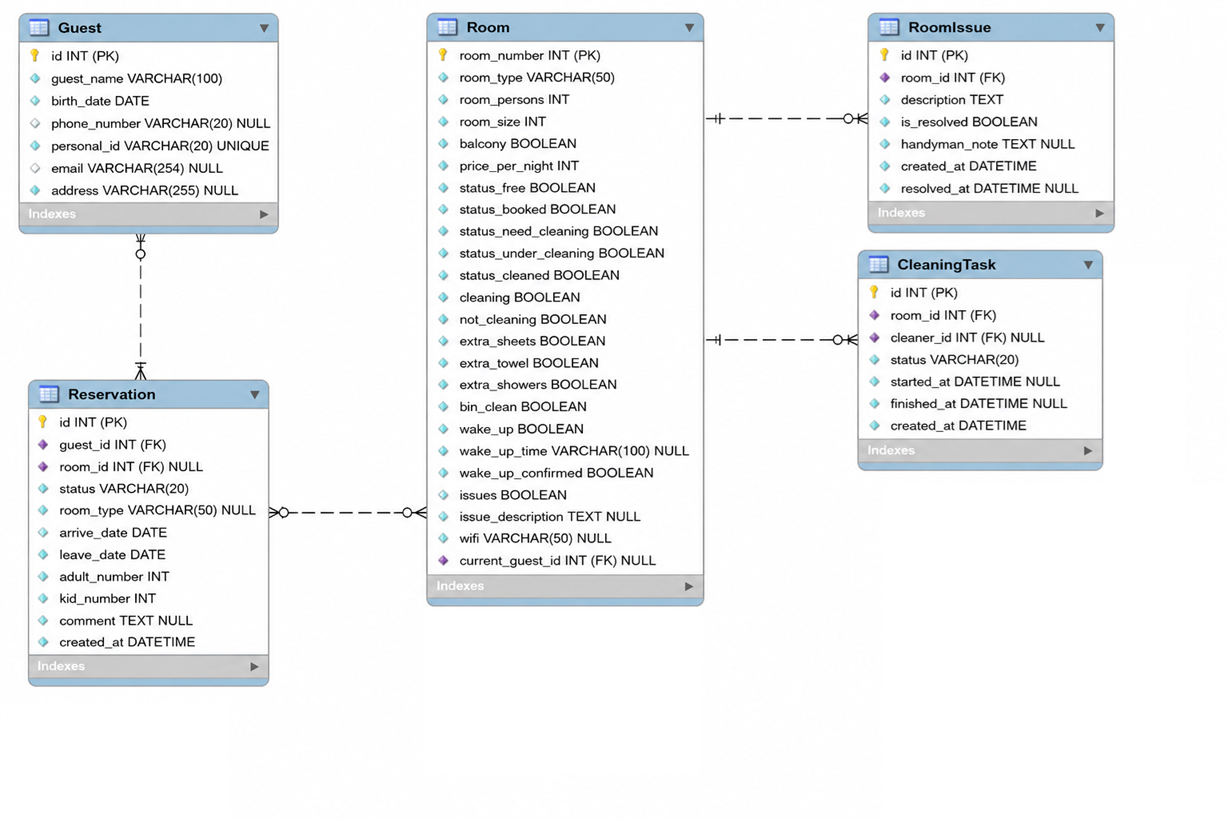 Guest
id INT (PK)
guest_name VARCHAR(100)
birth_date DATE
phone_number VARCHAR(20) NULL
personal_id VARCHAR(20) UNIQUE
email VARCHAR(254) NULL
address VARCHAR(255) NULL
Indexes
Reservation
id INT (PK)
guest_id INT (FK)
room_id INT (FK) NULL
status VARCHAR(20)
room_type VARCHAR(50) NULL
arrive_date DATE
leave_date DATE
adult_number INT
kid_number INT
comment TEXT NULL
created_at DATETIME
Indexes
Room
room_number INT (PK)
room_type VARCHAR(50)
room_persons INT
room_size INT
balcony BOOLEAN
price_per_night INT
status_free BOOLEAN
status_booked BOOLEAN
status_need_cleaning BOOLEAN
status_under_cleaning BOOLEAN
status_cleaned BOOLEAN
cleaning BOOLEAN
not_cleaning BOOLEAN
extra_sheets BOOLEAN
extra_towel BOOLEAN
extra_showers BOOLEAN
bin_clean BOOLEAN
wake_up BOOLEAN
wake_up_time VARCHAR(100) NULL
wake_up_confirmed BOOLEAN
issues BOOLEAN
issue_description TEXT NULL
wifi VARCHAR(50) NULL
current_guest_id INT (FK) NULL
Indexes
RoomIssue
id INT (PK)
room_id INT (FK)
description TEXT
is_resolved BOOLEAN
handyman_note TEXT NULL
created_at DATETIME
resolved_at DATETIME NULL
Indexes
CleaningTask
id INT (PK)
room_id INT (FK)
cleaner_id INT (FK) NULL
status VARCHAR(20)
started_at DATETIME NULL
finished_at DATETIME NULL
created_at DATETIME
Indexes